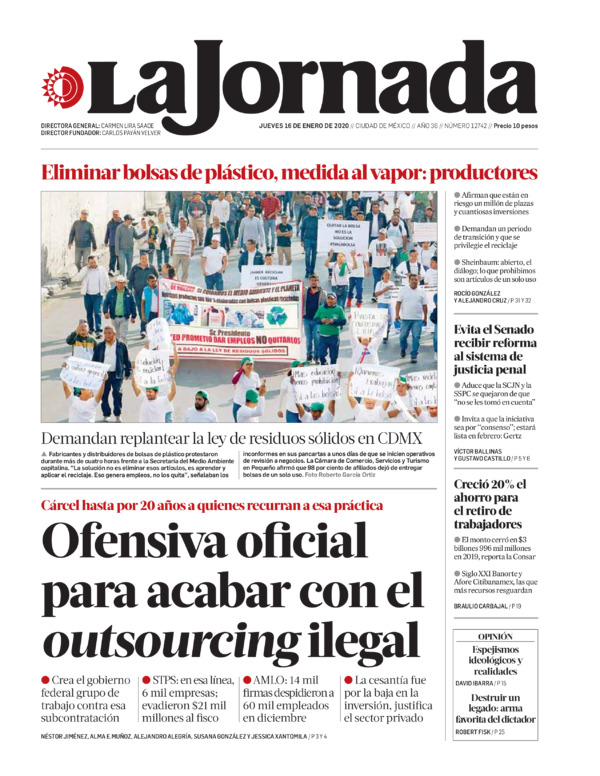 La Jornada
DIRECTORA GENERAL: CARMEN LIRA SAADE
DIRECTOR FUNDADOR: CARLOS PAYÁN VELVER
JUEVES 16 DE ENERO DE 2020 // CIUDAD DE MÉXICO // AÑO 36 // NÚMERO 12742 // Precio 10 pesos
Eliminar bolsas de plástico, medida al vapor: productores
QUITAR LA BOLSA
NO ES LA
SOLUCIÓN
Sr. Presidente
UED PROMETIÓ DAR EMPLEOS NO QUITARLOS
A BAJO A LA LEY DE RESIDUOS SÓLIDOS
Demandan replantear la ley de residuos sólidos en CDMX
▲ Fabricantes y distribuidores de bolsas de plástico protestaron
durante más de cuatro horas frente a la Secretaría del Medio Ambiente
capitalina. “La solución no es eliminar esos artículos, es aprender y
aplicar el reciclaje. Eso genera empleos, no los quita”, señalaban los
inconformes en sus pancartas a unos días de que se inicien operativos
de revisión a negocios. La Cámara de Comercio, Servicios y Turismo
en Pequeño afirmó que 98 por ciento de afiliados dejó de entregar
bolsas de un solo uso. Foto Roberto García Ortiz
● Afirman que están en
riesgo un millón de plazas
y cuantiosas inversiones
● Demandan un periodo
de transición y que se
privilegie el reciclaje
● Sheinbaum: abierto, el
diálogo; lo que prohibimos
son artículos de un solo uso
ROCÍO GONZÁLEZ
Y ALEJANDRO CRUZ / P 31 Y 32
Evita el Senado
recibir reforma
al sistema de
justicia penal
● Aduce que la SCJN y la
SSPC se quejaron de que
“no se les tomó en cuenta”
● Invita a que la iniciativa
sea por “consenso”; estará
lista en febrero: Gertz
VÍCTOR BALLINAS
Y GUSTAVO CASTILLO / P 5 Y 6
Creció 20% el
ahorro para
el retiro de
trabajadores
● El monto cerró en $3
billones 996 mil millones
en 2019, reporta la Consar
● Siglo XXI Banorte y
Afore Citibanamex, las que
más recursos resguardan
BRAULIO CARBAJAL / P 19
OPINIÓN
Espejismos
ideológicos y
realidades
DAVID IBARRA / P 15
Destruir un
legado: arma
favorita del dictador
ROBERT FISK / P 25
Cárcel hasta por 20 años a quienes recurran a esa práctica
Ofensiva oficial
para acabar con el
outsourcing ilegal
● Crea el gobierno
federal grupo de
trabajo contra esa
subcontratación
● STPS: en esa línea,
6 mil empresas;
evadieron $21 mil
millones al fisco
● AMLO: 14 mil
firmas despidieron a
60 mil empleados
en diciembre
● La cesantía fue
por la baja en la
inversión, justifica
el sector privado
NÉSTOR JIMÉNEZ, ALMA E. MUÑOZ, ALEJANDRO ALEGRÍA, SUSANA GONZÁLEZ Y JESSICA XANTOMILA / P 3 Y 4